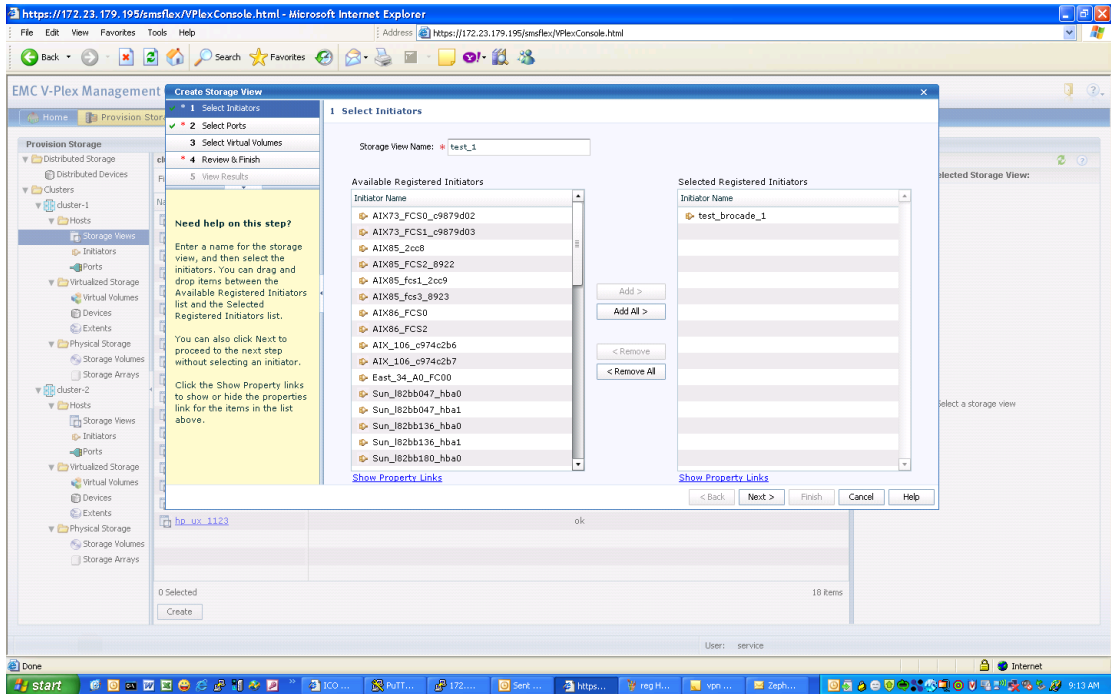 https://172.23.179.195/smsflex/VPlexConsole.html - Microsoft Internet Explorer
File Edit View Favorites Tools Help
Address https://172.23.179.195/smsflex/VPlexConsole.html
Back Search Favorites
EMC V-Plex Management
Home Provision Stor
Provision Storage
Distributed Storage
Distributed Devices
Clusters
cluster-1
Hosts
Storage Views
Initiators
Ports
Virtualized Storage
Virtual Volumes
Devices
Extents
Physical Storage
Storage Volumes
Storage Arrays
cluster-2
Hosts
Storage Views
Initiators
Ports
Virtualized Storage
Virtual Volumes
Devices
Extents
Physical Storage
Storage Volumes
Storage Arrays
Create Storage View
* 1 Select Initiators
* 2 Select Ports
3 Select Virtual Volumes
* 4 Review & Finish
5 View Results
Need help on this step?
Enter a name for the storage
view, and then select the
initiators. You can drag and
drop items between the
Available Registered Initiators
list and the Selected
Registered Initiators list.
You can also click Next to
proceed to the next step
without selecting an initiator.
Click the Show Property links
to show or hide the properties
link for the items in the list
above.
1 Select Initiators
Storage View Name: * test_1
Available Registered Initiators
Initiator Name
AIX73_FCS0_c9879d02
AIX73_FCS1_c9879d03
AIX85_2cc8
AIX85_FCS2_8922
AIX85_fcs1_2cc9
AIX85_fcs3_8923
AIX86_FCS0
AIX86_FCS2
AIX_106_c974c2b6
AIX_106_c974c2b7
East_34_A0_FC00
Sun_l82bb047_hba0
Sun_l82bb047_hba1
Sun_l82bb136_hba0
Sun_l82bb136_hba1
Sun_l82bb180_hba0
Show Property Links
Add >
Add All >
< Remove
< Remove All
Selected Registered Initiators
Initiator Name
test_brocade_1
Show Property Links
< Back Next > Finish Cancel Help
elected Storage View:
elect a storage view
hp_ux_1123 ok
0 Selected 18 items
Create
User: service
Done Internet
start ICO ... PuTT... 172.... Sent ... https... reg H... vpn ... Zeph... 9:13 AM